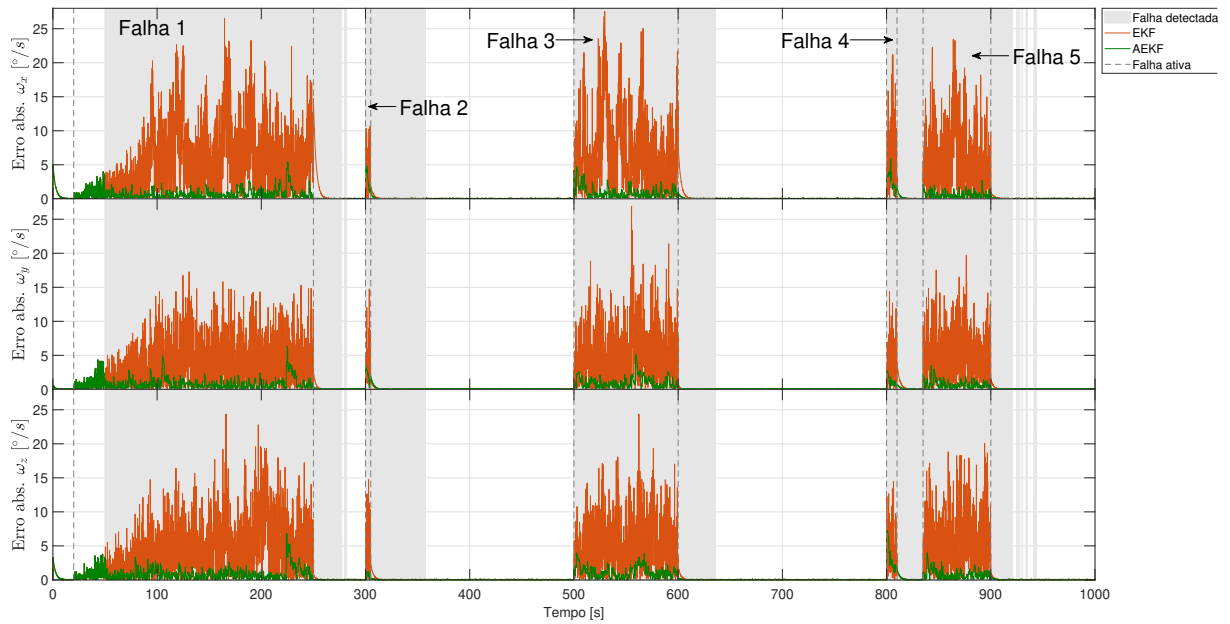 Falha detectada
EKF
AEKF
Falha ativa
Erro abs. ωx [°/s]
25
20
15
10
5
0
Falha 1
Falha 2
Falha 3
Falha 4
Falha 5
Erro abs. ωy [°/s]
25
20
15
10
5
0
Erro abs. ωz [°/s]
25
20
15
10
5
0
0 100 200 300 400 500 600 700 800 900 1000
Tempo [s]